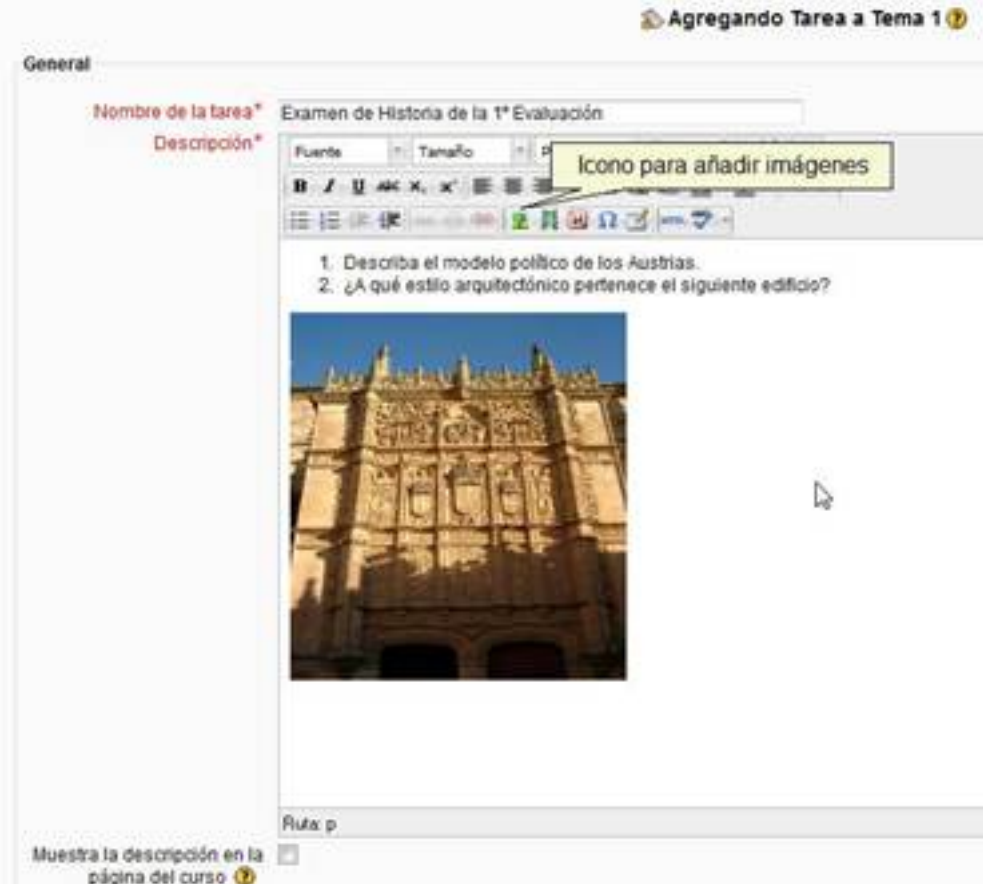 Agregando Tarea a Tema 1
General
Nombre de la tarea* Examen de Historia de la 1ª Evaluación
Descripción*
Fuente Tamaño P
Icono para añadir imágenes
B I U ABC x, x'
Ω HTML
1. Describa el modelo político de los Austrias.
2. ¿A qué estilo arquitectónico pertenece el siguiente edificio?
Ruta: p
Muestra la descripción en la
página del curso